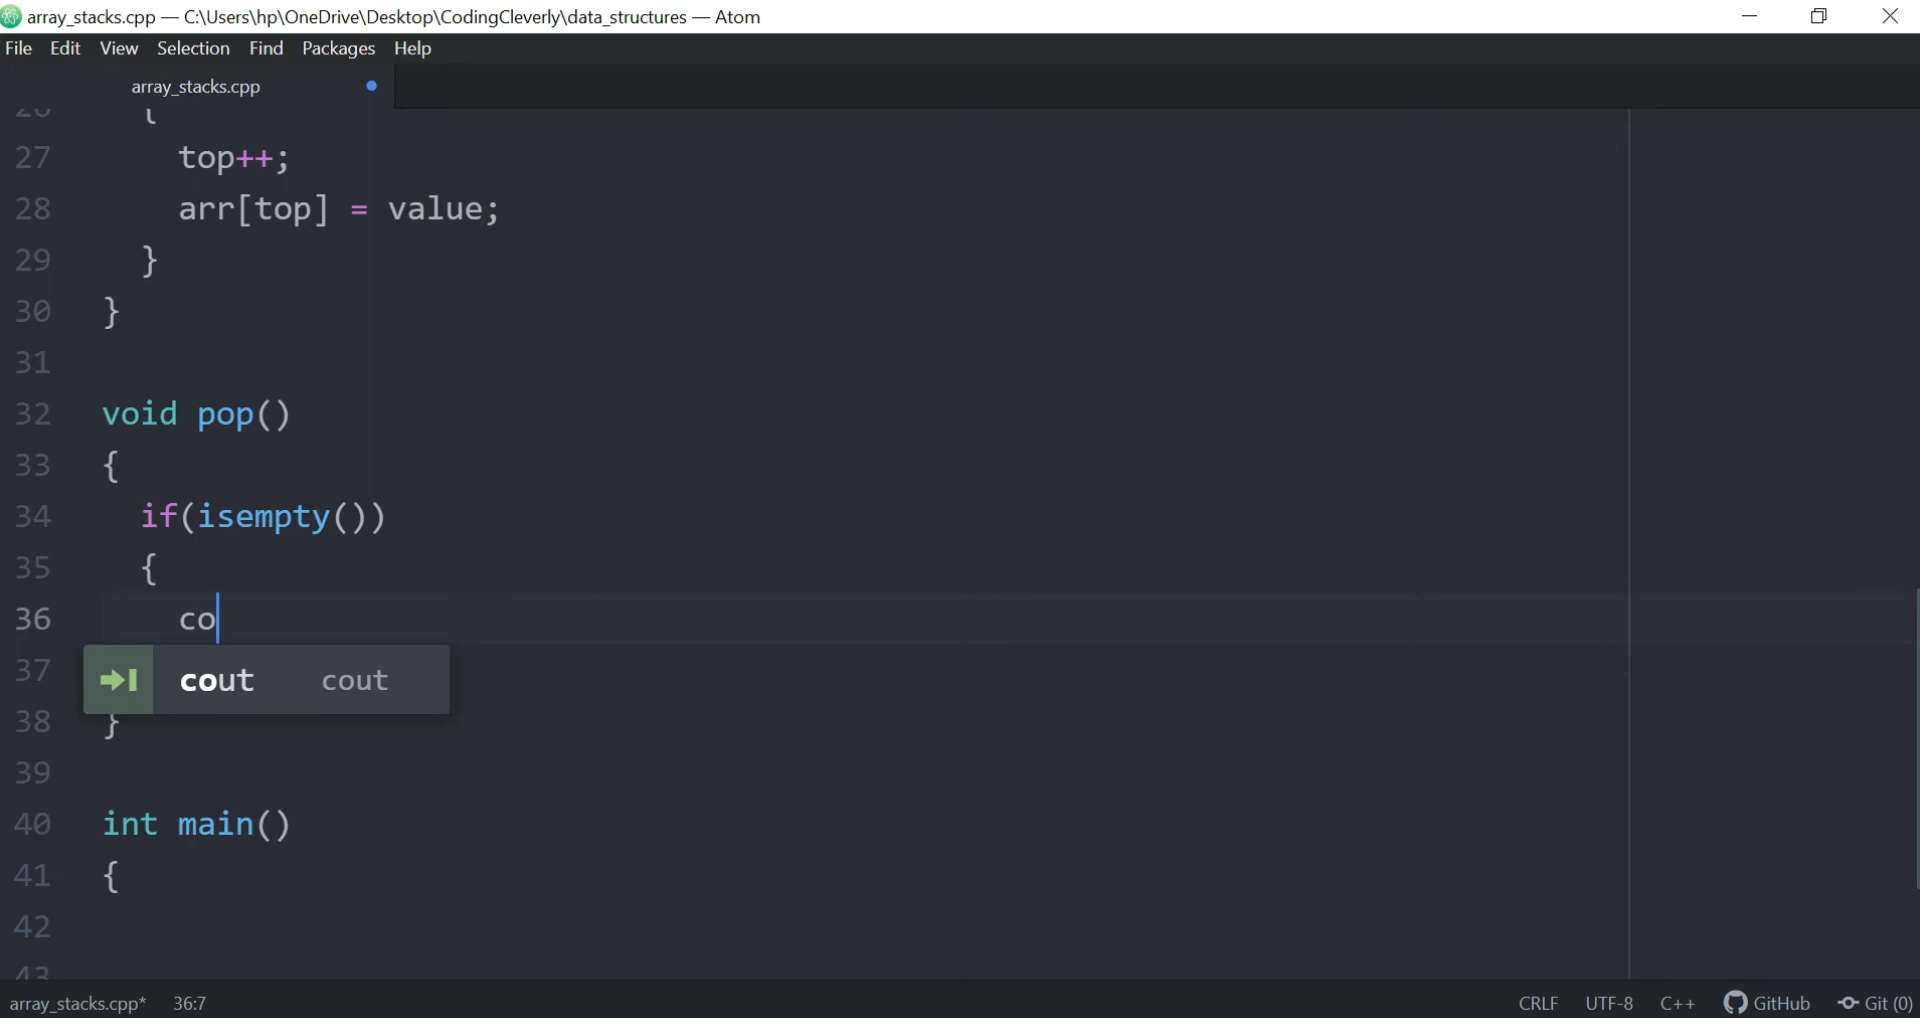 array_stacks.cpp — C:\Users\hp\OneDrive\Desktop\CodingCleverly\data_structures — Atom
File Edit View Selection Find Packages Help
array_stacks.cpp
26 {
27 top++;
28 arr[top] = value;
29 }
30 }
31
32 void pop()
33 {
34 if(isempty())
35 {
36 co
37 cout cout
38 }
39
40 int main()
41 {
42
43
array_stacks.cpp* 36:7 CRLF UTF-8 C++ GitHub Git (0)